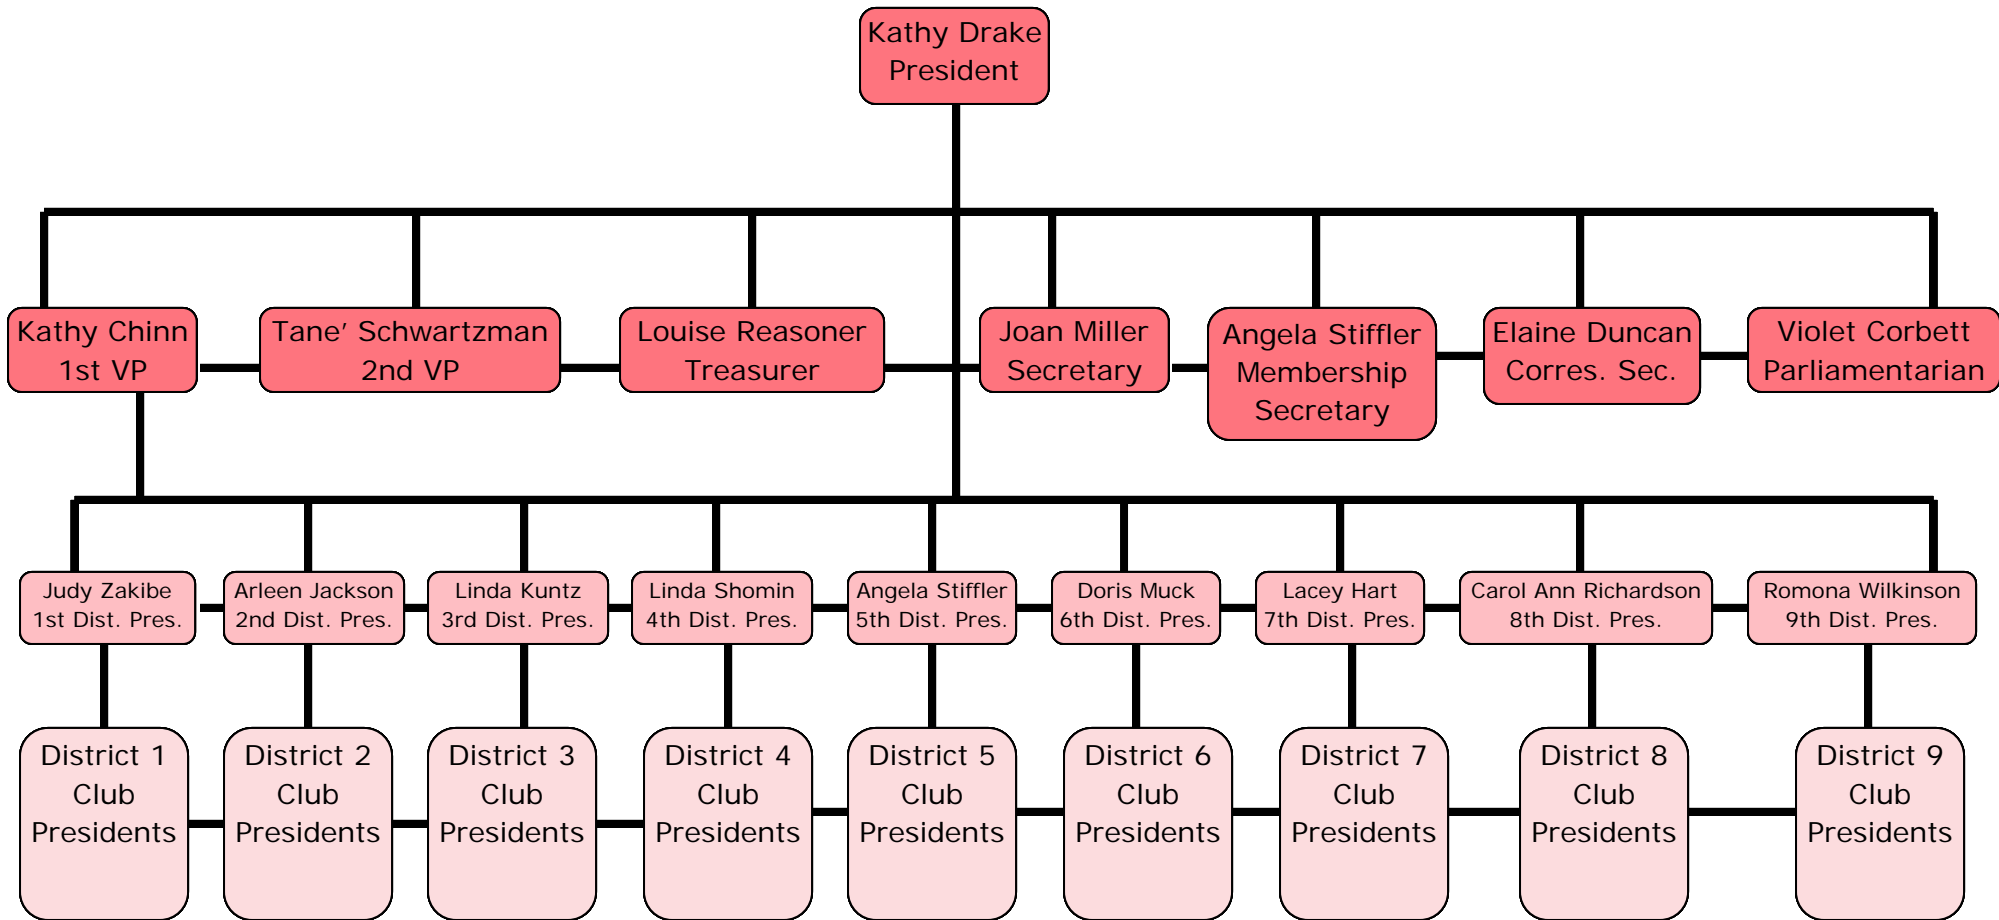 Kathy Drake
President
Kathy Chinn
1st VP
Tane’ Schwartzman
2nd VP
Louise Reasoner
Treasurer
Joan Miller
Secretary
Angela Stiffler
Membership
Secretary
Elaine Duncan
Corres. Sec.
Violet Corbett
Parliamentarian
Judy Zakibe
1st Dist. Pres.
Arleen Jackson
2nd Dist. Pres.
Linda Kuntz
3rd Dist. Pres.
Linda Shomin
4th Dist. Pres.
Angela Stiffler
5th Dist. Pres.
Doris Muck
6th Dist. Pres.
Lacey Hart
7th Dist. Pres.
Carol Ann Richardson
8th Dist. Pres.
Romona Wilkinson
9th Dist. Pres.
District 1
Club
Presidents
District 2
Club
Presidents
District 3
Club
Presidents
District 4
Club
Presidents
District 5
Club
Presidents
District 6
Club
Presidents
District 7
Club
Presidents
District 8
Club
Presidents
District 9
Club
Presidents